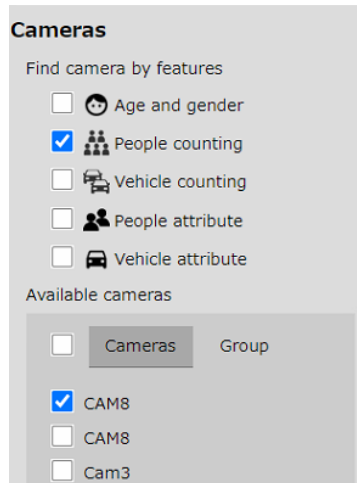 Cameras
Find camera by features
Age and gender
People counting
Vehicle counting
People attribute
Vehicle attribute
Available cameras
Cameras Group
CAM8
CAM8
Cam3